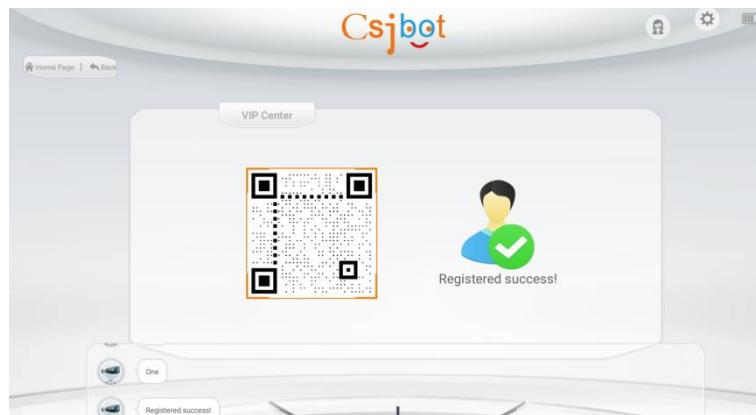 Csjbot
Home Page | Back
VIP Center
Registered success!
One
Registered success!